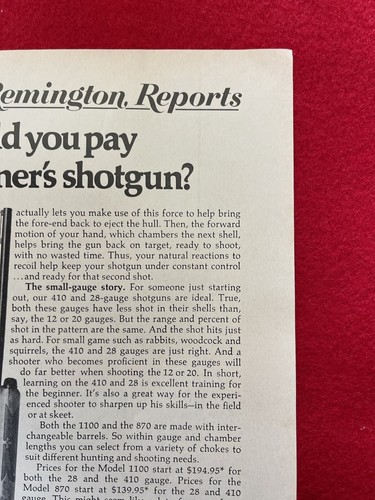 Remington, Reports
you pay
shotgun?
actually lets you make use of this force to help bring
the fore-end back to eject the hull. Then, the forward
motion of your hand, which chambers the next shell,
helps bring the gun back on target, ready to shoot,
with no wasted time. Thus, your natural reactions to
recoil help keep your shotgun under constant control
...and ready for that second shot.
The small-gauge story. For someone just starting
out, our 410 and 28-gauge shotguns are ideal. True,
both these gauges have less shot in their shells than,
say, the 12 or 20 gauges. But the range and percent of
shot in the pattern are the same. And the shot hits just
as hard. For small game such as rabbits, woodcock and
squirrels, the 410 and 28 gauges are just right. And a
shooter who becomes proficient in these gauges will
do far better when shooting the 12 or 20. In short,
learning on the 410 and 28 is excellent training for
the beginner. It's also a great way for the experi-
enced shooter to sharpen up his skills—in the field
or at skeet.
Both the 1100 and the 870 are made with inter-
changeable barrels. So within gauge and chamber
lengths you can select from a variety of chokes to
suit different hunting and shooting needs.
Prices for the Model 1100 start at $194.95* for
both the 28 and the 410 gauge. Prices for the
Model 870 start at $139.95* for the 28 and 410
gauge. This might seem like